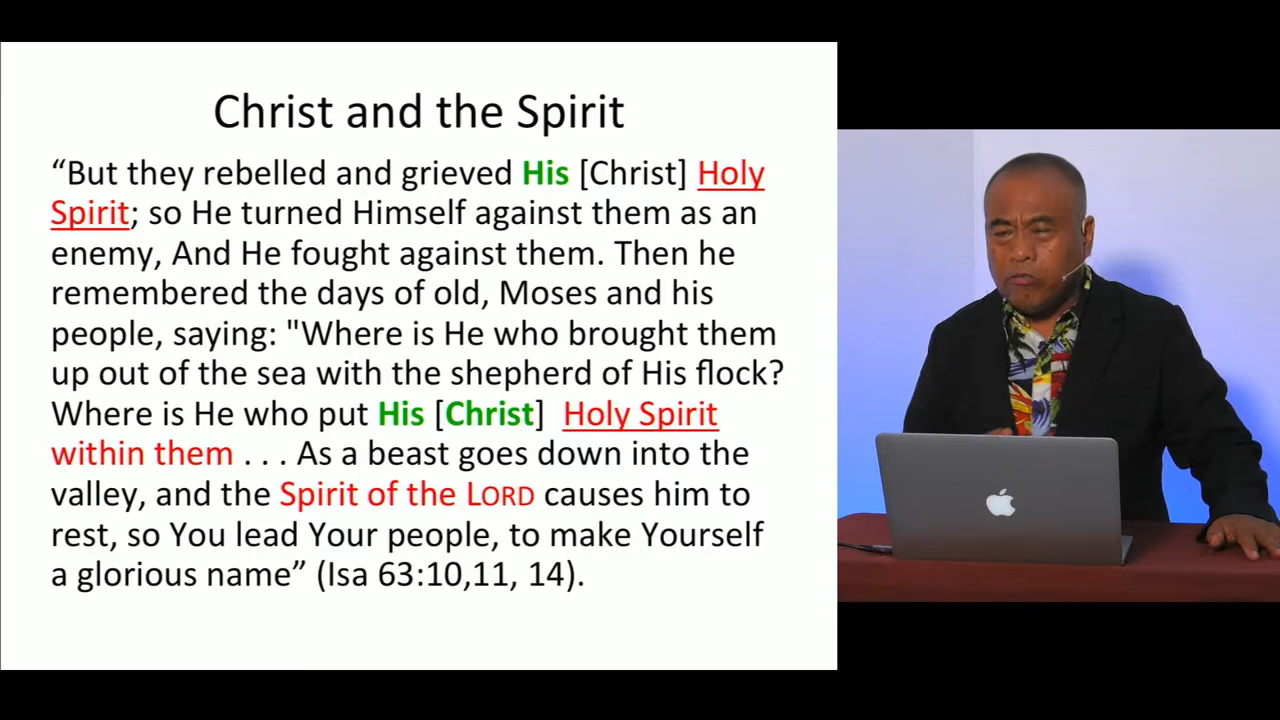 Christ and the Spirit
“But they rebelled and grieved His [Christ] Holy
Spirit; so He turned Himself against them as an
enemy, And He fought against them. Then he
remembered the days of old, Moses and his
people, saying: "Where is He who brought them
up out of the sea with the shepherd of His flock?
Where is He who put His [Christ] Holy Spirit
within them . . . As a beast goes down into the
valley, and the Spirit of the LORD causes him to
rest, so You lead Your people, to make Yourself
a glorious name” (Isa 63:10,11, 14).